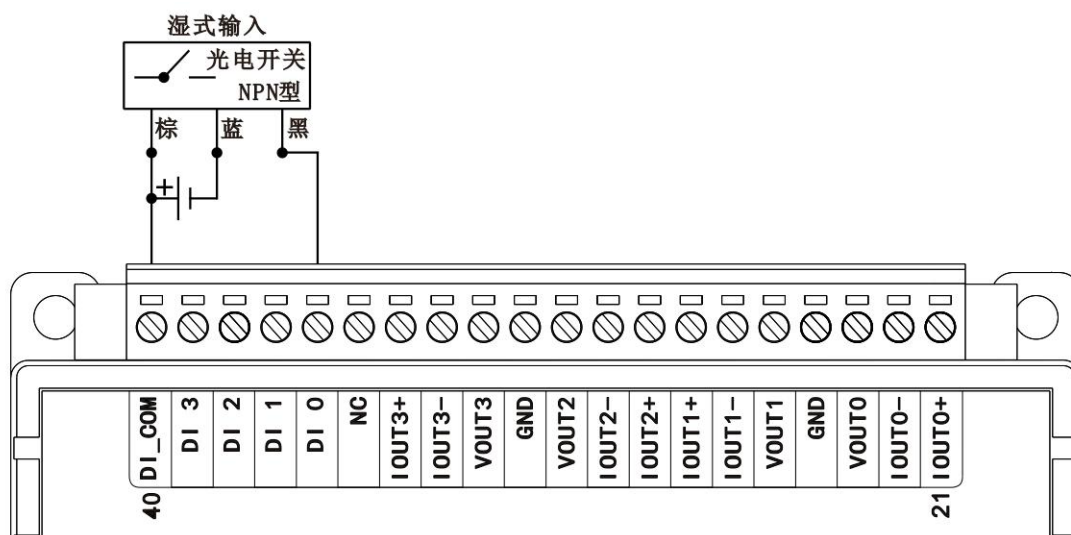 湿式输入
光电开关
NPN型
棕
蓝
黑
+
DI_COM
DI 3
DI 2
DI 1
DI 0
NC
IOUT3+
IOUT3-
VOUT3
GND
VOUT2
IOUT2-
IOUT2+
IOUT1+
IOUT1-
VOUT1
GND
VOUT0
IOUT0-
IOUT0+
40
21